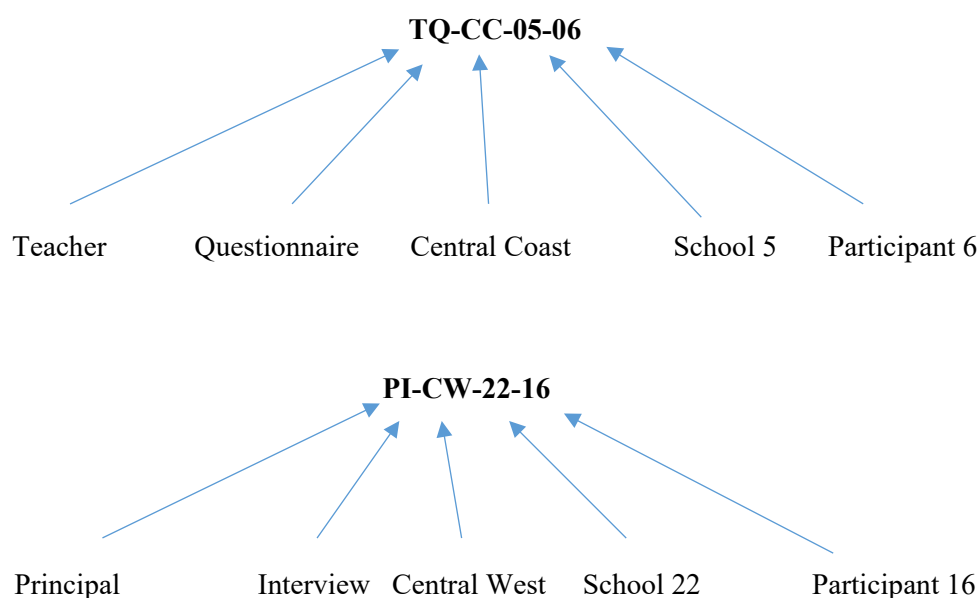 TQ-CC-05-06
Teacher Questionnaire Central Coast School 5 Participant 6
PI-CW-22-16
Principal Interview Central West School 22 Participant 16